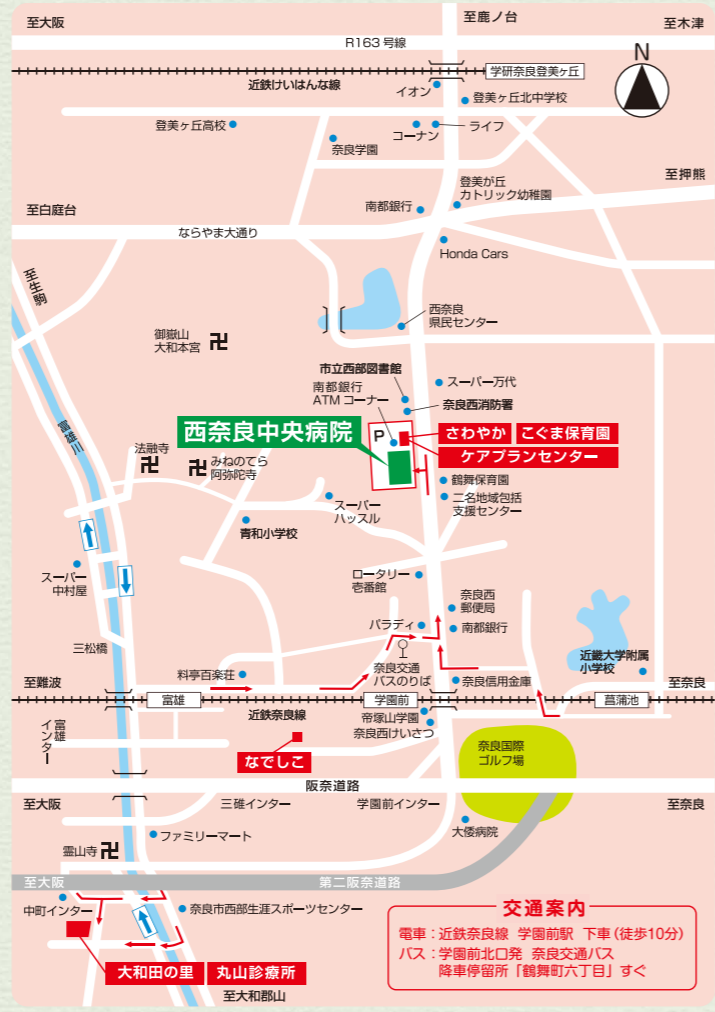 至大阪
至鹿ノ台
至木津
R163号線
N
近鉄けいはんな線
学研奈良登美ヶ丘
イオン
登美ヶ丘北中学校
登美ヶ丘高校
コーナン
ライフ
奈良学園
至押熊
登美が丘
カトリック幼稚園
南都銀行
至白庭台
ならやま大通り
Honda Cars
至生駒
西奈良
県民センター
御嶽山
大和本宮
卍
市立西部図書館
南都銀行
ATMコーナー
スーパー万代
奈良西消防署
西奈良中央病院
P
さわやか
こぐま保育園
ケアプランセンター
富雄川
法融寺
卍
卍
みねのてら
阿弥陀寺
鶴舞保育園
二名地域包括
支援センター
スーパー
ハッスル
青和小学校
スーパー
中村屋
ロータリー
壱番館
奈良西
郵便局
パラディ
南都銀行
三松橋
奈良交通
バスのりば
近畿大学附属
小学校
料亭百楽荘
奈良信用金庫
至難波
至奈良
富雄
学園前
菖蒲池
近鉄奈良線
帝塚山学園
奈良西けいさつ
富雄
インター
なでしこ
奈良国際
ゴルフ場
阪奈道路
至大阪
三碓インター
学園前インター
至奈良
ファミリーマート
大倭病院
霊山寺
卍
至大阪
第二阪奈道路
中町インター
奈良市西部生涯スポーツセンター
大和田の里
丸山診療所
至大和郡山
交通案内
電車：近鉄奈良線 学園前駅 下車（徒歩10分）
バス：学園前北口発 奈良交通バス
降車停留所「鶴舞町六丁目」すぐ